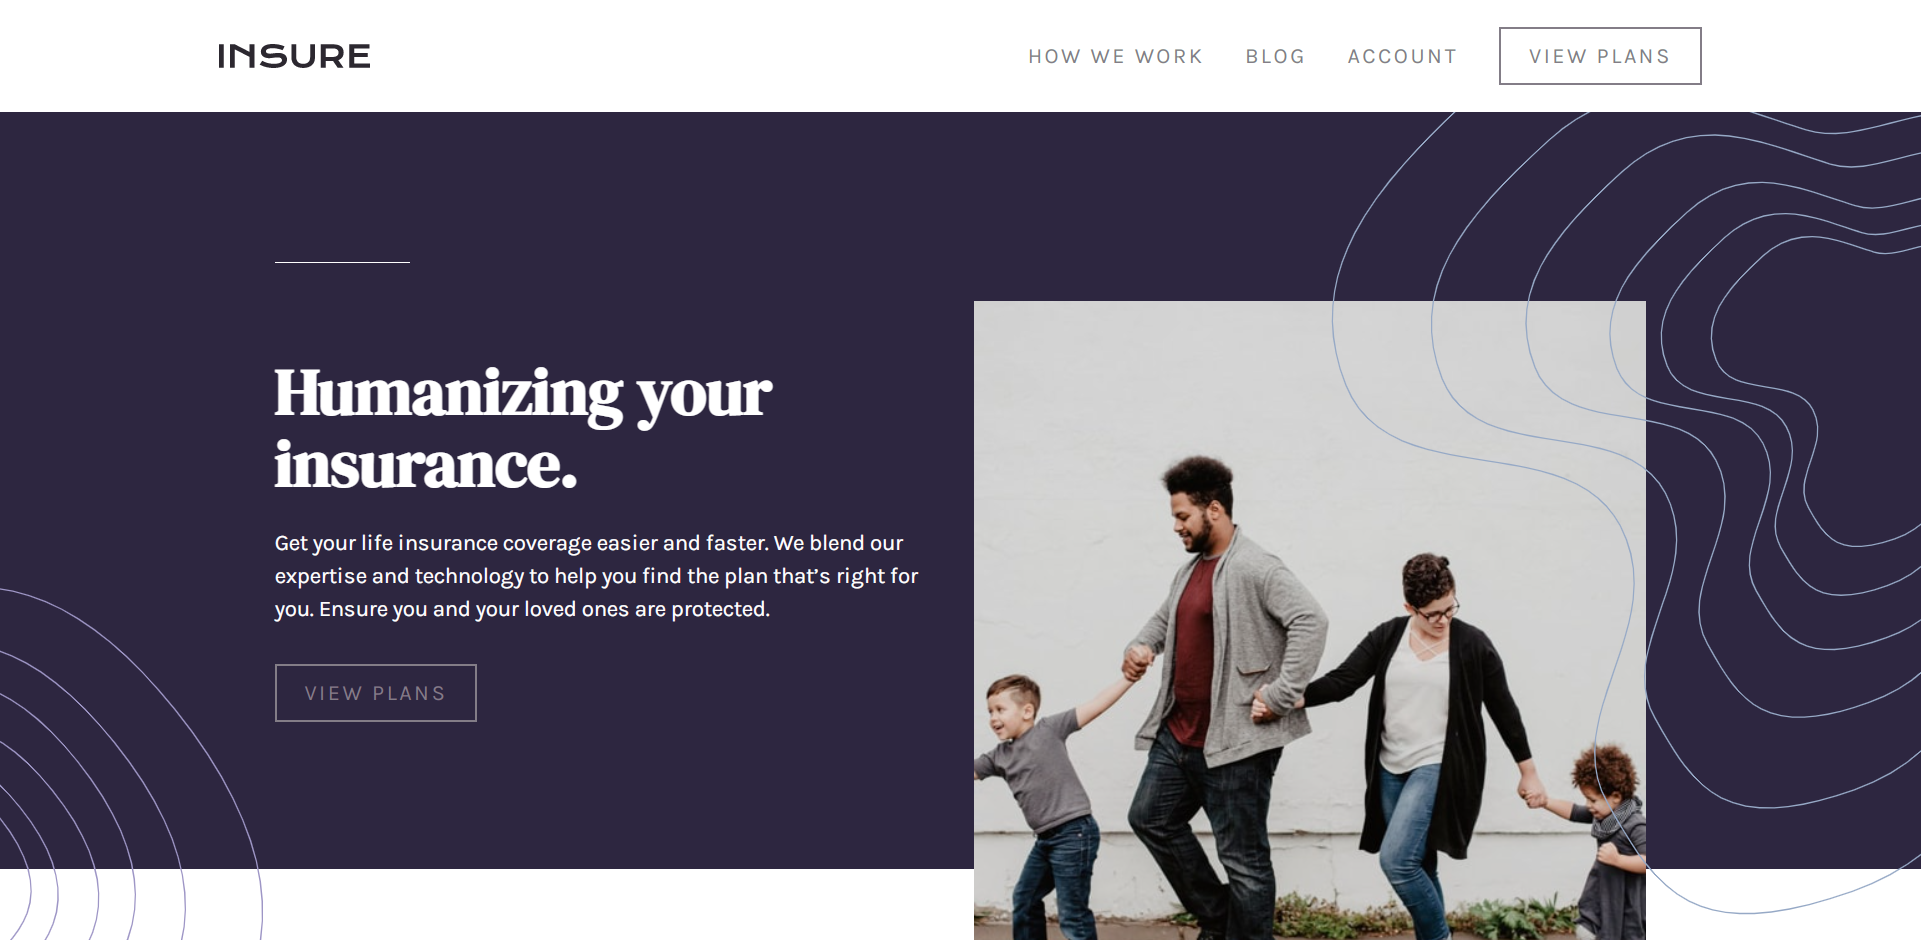 INSURE
HOW WE WORK
BLOG
ACCOUNT
VIEW PLANS
Humanizing your
insurance.
Get your life insurance coverage easier and faster. We blend our
expertise and technology to help you find the plan that’s right for
you. Ensure you and your loved ones are protected.
VIEW PLANS